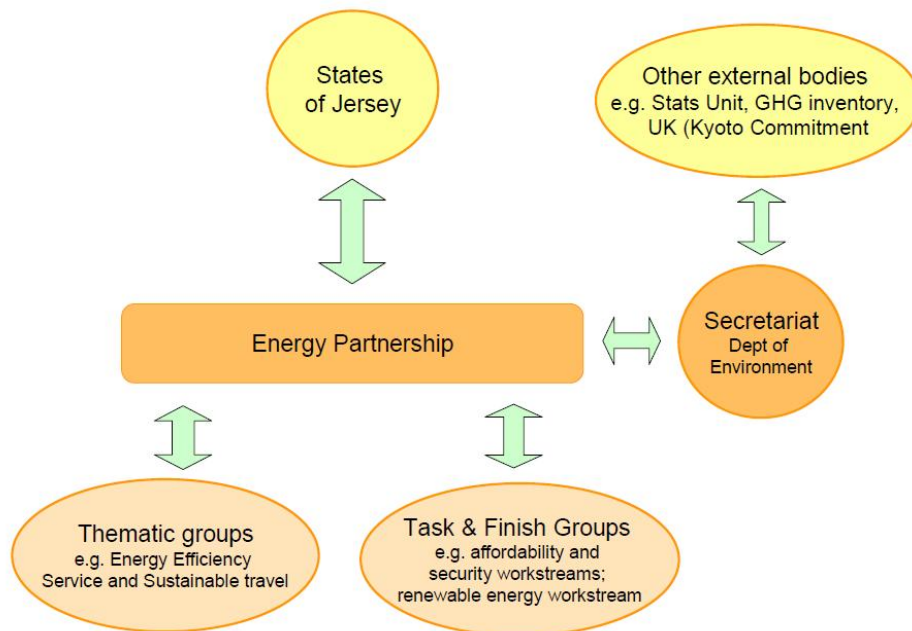 States
of Jersey
Other external bodies
e.g. Stats Unit, GHG inventory,
UK (Kyoto Commitment
Energy Partnership
Secretariat
Dept of
Environment
Thematic groups
e.g. Energy Efficiency
Service and Sustainable travel
Task & Finish Groups
e.g. affordability and
security workstreams;
renewable energy workstream